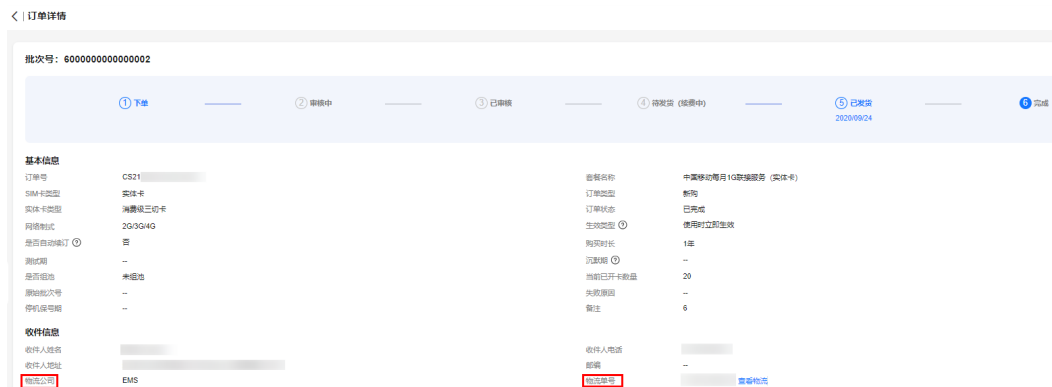 < | 订单详情
批次号：6000000000000002
① 下单 ② 审核中 ③ 已审核 ④ 待发货（续费中） ⑤ 已发货 ⑥ 完成
2020/09/24
基本信息
订单号 CS21 套餐名称 中国移动每月1G联接服务（实体卡）
SIM卡类型 实体卡 订单类型 新购
实体卡类型 消费级三切卡 订单状态 已完成
网络制式 2G/3G/4G 生效类型 ? 使用时立即生效
是否自动续订 ? 否 购买时长 1年
测试期 -- 沉默期 ? --
是否组池 未组池 当前已开卡数量 20
原始批次号 -- 失败原因 --
停机保号期 -- 备注 6
收件信息
收件人姓名 收件人电话
收件人地址 邮编 --
物流公司 EMS 物流单号 查看物流